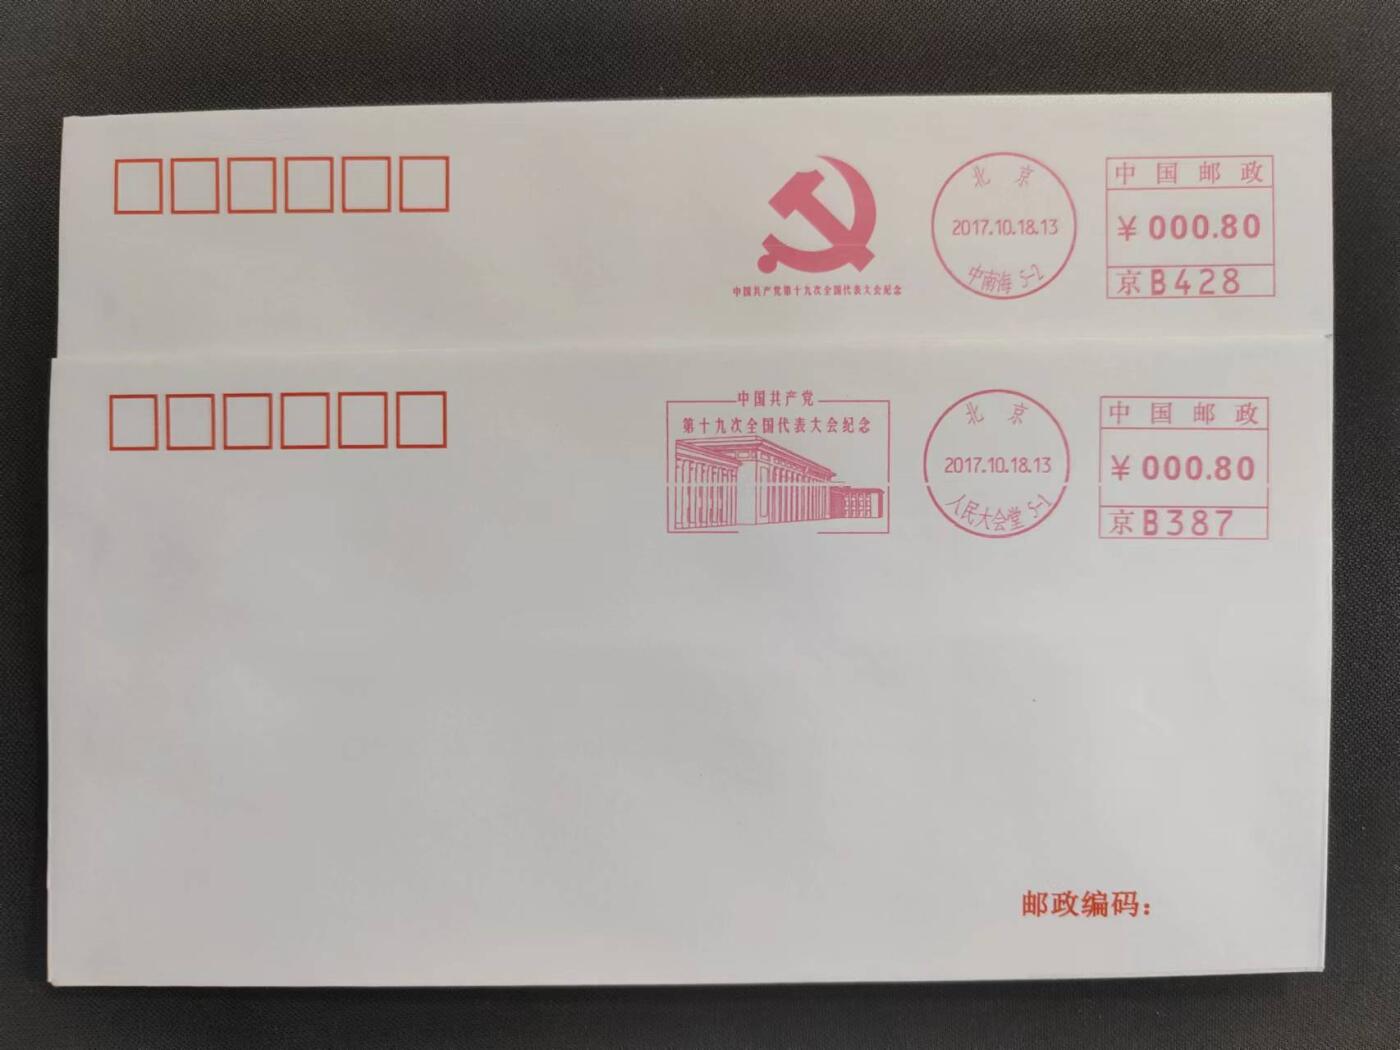 北 京
2017.10.18.13
中南海 S-2
中国共产党第十九次全国代表大会纪念
中国邮政
¥ 000.80
京B428
中国共产党
第十九次全国代表大会纪念
北 京
2017.10.18.13
人民大会堂 S-1
中国邮政
¥ 000.80
京B387
邮政编码：